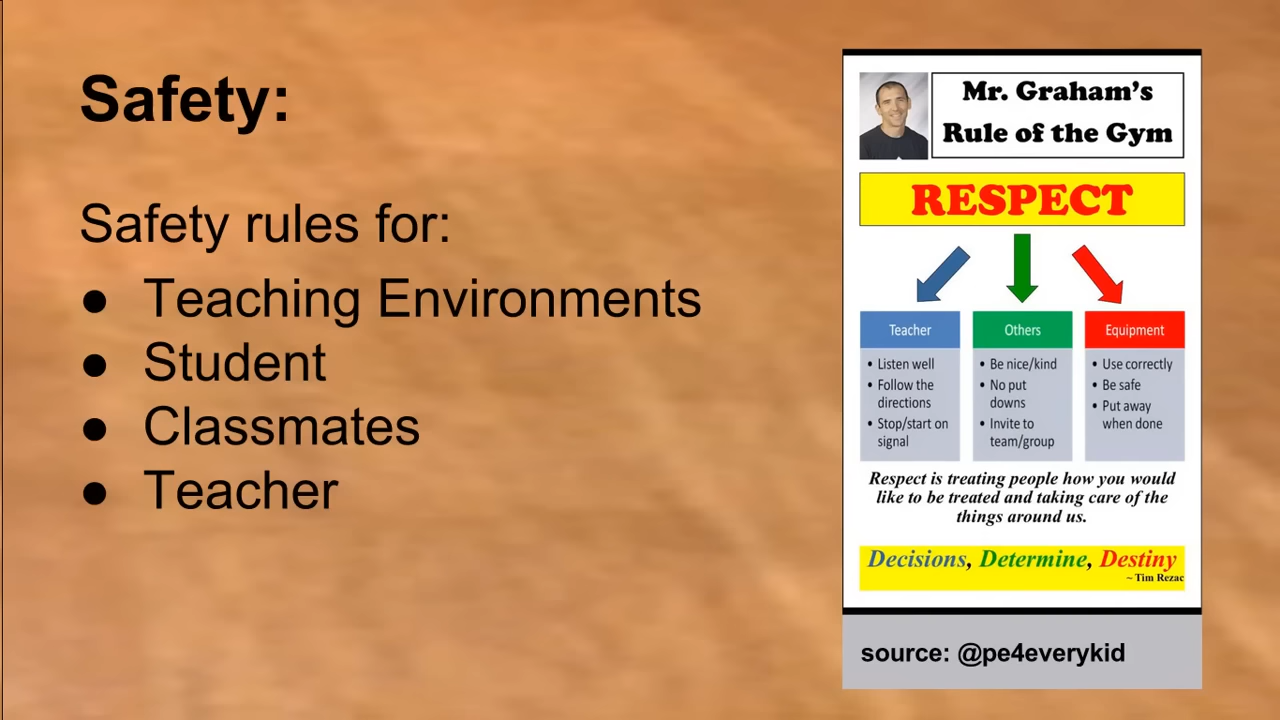 Safety:
Safety rules for:
● Teaching Environments
● Student
● Classmates
● Teacher
Mr. Graham's
Rule of the Gym
RESPECT
Teacher
• Listen well
• Follow the
directions
• Stop/start on
signal
Others
• Be nice/kind
• No put
downs
• Invite to
team/group
Equipment
• Use correctly
• Be safe
• Put away
when done
Respect is treating people how you would
like to be treated and taking care of the
things around us.
Decisions, Determine, Destiny
~ Tim Rezac
source: @pe4everykid